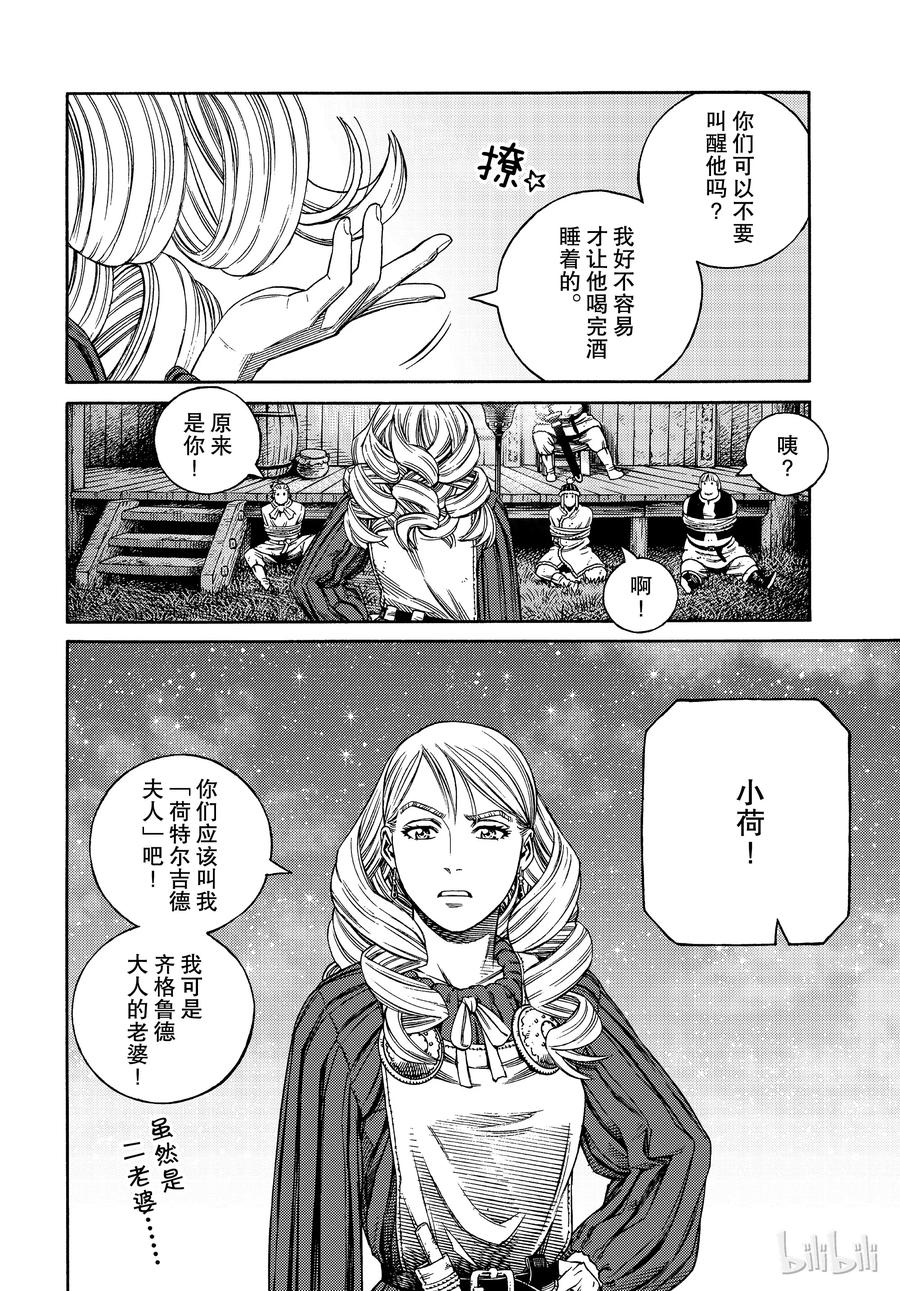 你们可以不要
叫醒他吗？
我好不容易
才让他喝完酒
睡着的。
撩☆
咦？
啊！
原来
是你！
小荷！
你们应该叫我
「荷特尔吉德
夫人」吧！
我可是
齐格鲁德
大人的老婆！
虽然是
二老婆……
bilibili